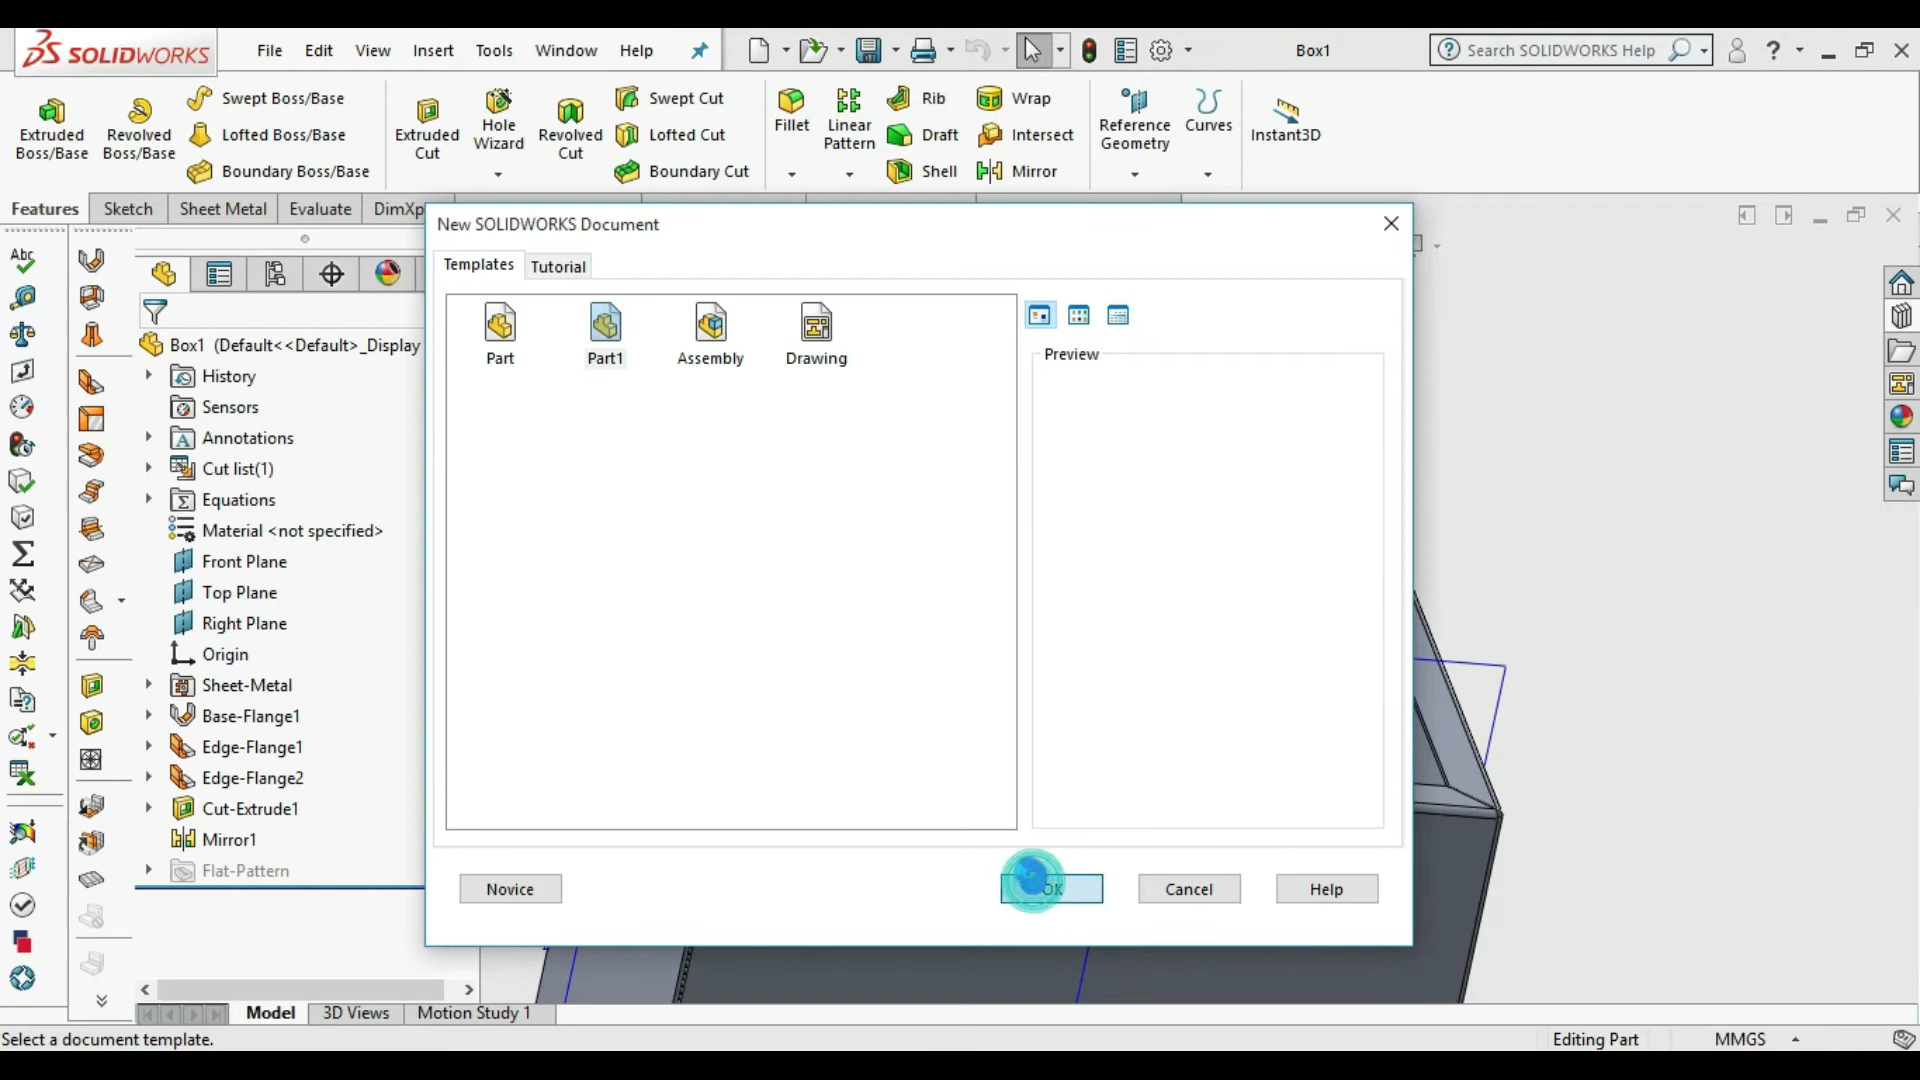 SOLIDWORKS
File Edit View Insert Tools Window Help
Box1
Search SOLIDWORKS Help
?
Extruded Boss/Base
Revolved Boss/Base
Swept Boss/Base
Lofted Boss/Base
Boundary Boss/Base
Extruded Cut
Hole Wizard
Revolved Cut
Swept Cut
Lofted Cut
Boundary Cut
Fillet
Linear Pattern
Rib
Draft
Shell
Wrap
Intersect
Mirror
Reference Geometry
Curves
Instant3D
Features Sketch Sheet Metal Evaluate DimXp
New SOLIDWORKS Document
Templates Tutorial
Part Part1 Assembly Drawing
Preview
Novice OK Cancel Help
Abc
Box1 (Default<<Default>_Display
History
Sensors
Annotations
Cut list(1)
Equations
Material <not specified>
Front Plane
Top Plane
Right Plane
Origin
Sheet-Metal
Base-Flange1
Edge-Flange1
Edge-Flange2
Cut-Extrude1
Mirror1
Flat-Pattern
Model 3D Views Motion Study 1
Select a document template.
Editing Part MMGS